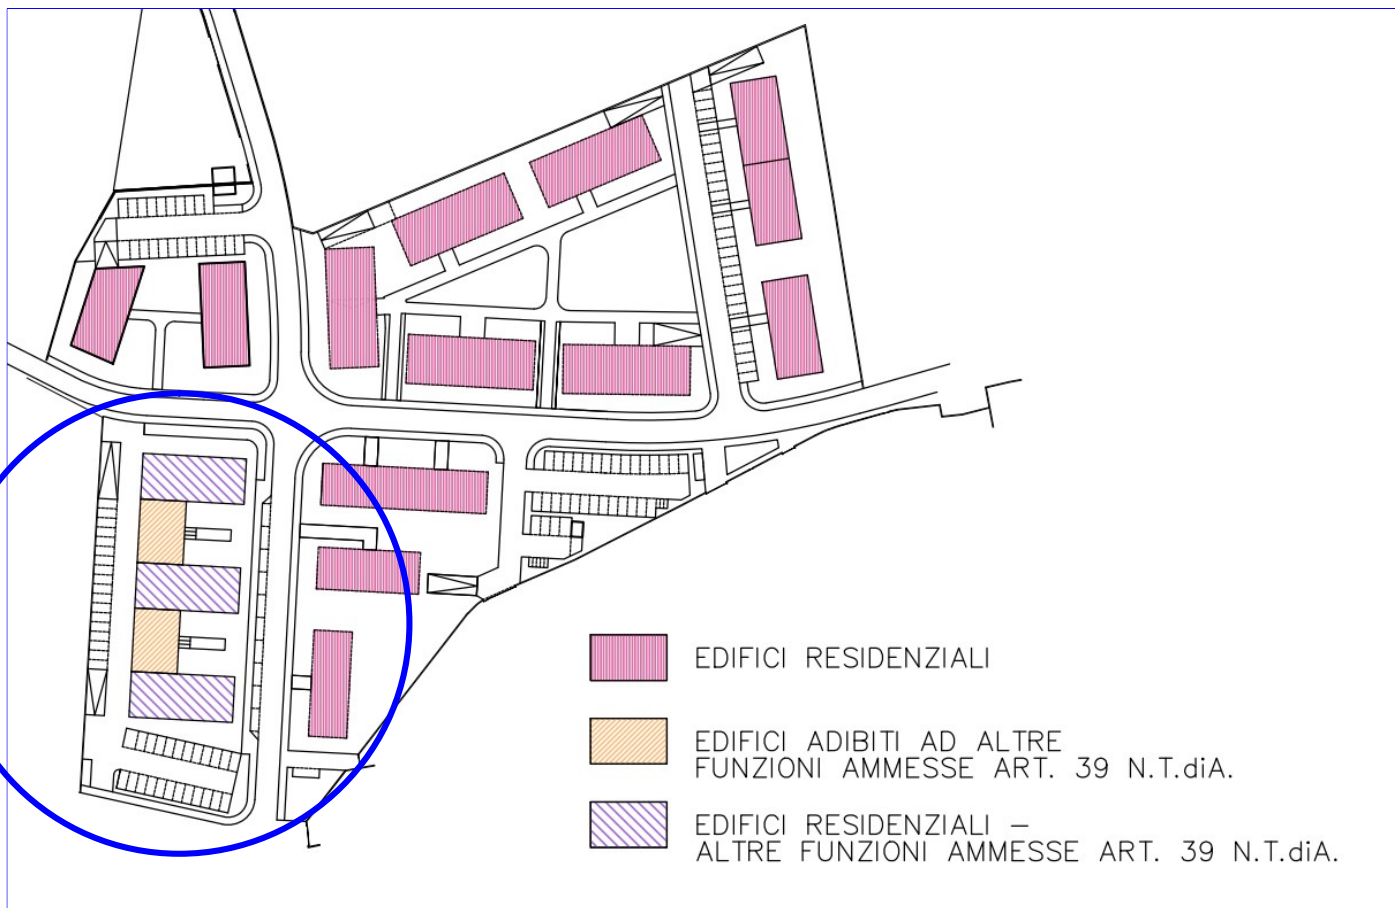 EDIFICI RESIDENZIALI
EDIFICI ADIBITI AD ALTRE
FUNZIONI AMMESSE ART. 39 N.T.diA.
EDIFICI RESIDENZIALI –
ALTRE FUNZIONI AMMESSE ART. 39 N.T.diA.